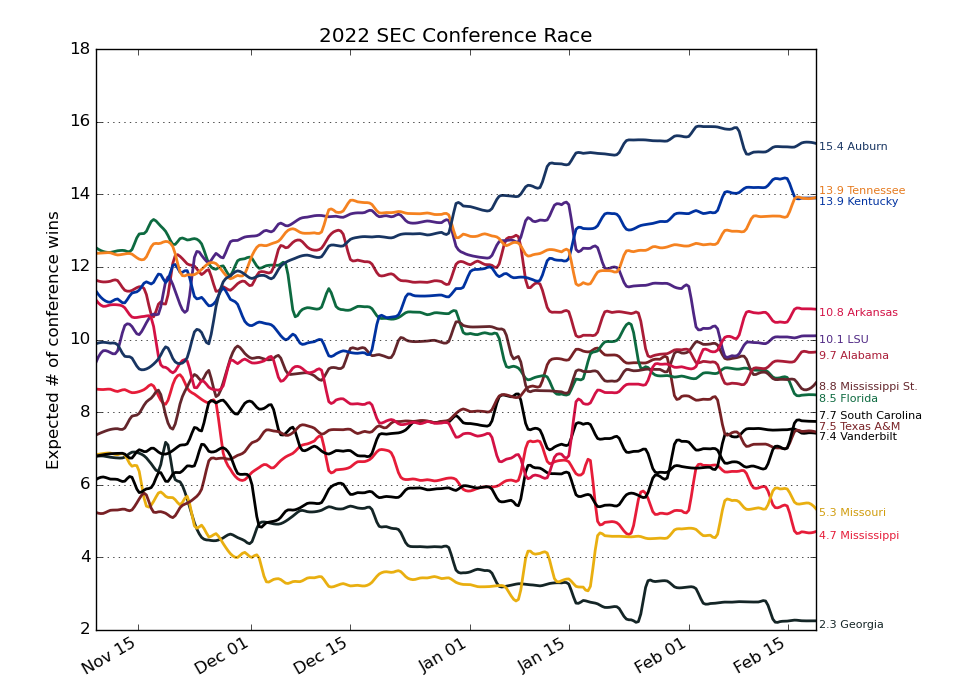 2022 SEC Conference Race
Expected # of conference wins
18
16
14
12
10
8
6
4
2
Nov 15
Dec 01
Dec 15
Jan 01
Jan 15
Feb 01
Feb 15
15.4 Auburn
13.9 Tennessee
13.9 Kentucky
10.8 Arkansas
10.1 LSU
9.7 Alabama
8.8 Mississippi St.
8.5 Florida
7.7 South Carolina
7.5 Texas A&M
7.4 Vanderbilt
5.3 Missouri
4.7 Mississippi
2.3 Georgia